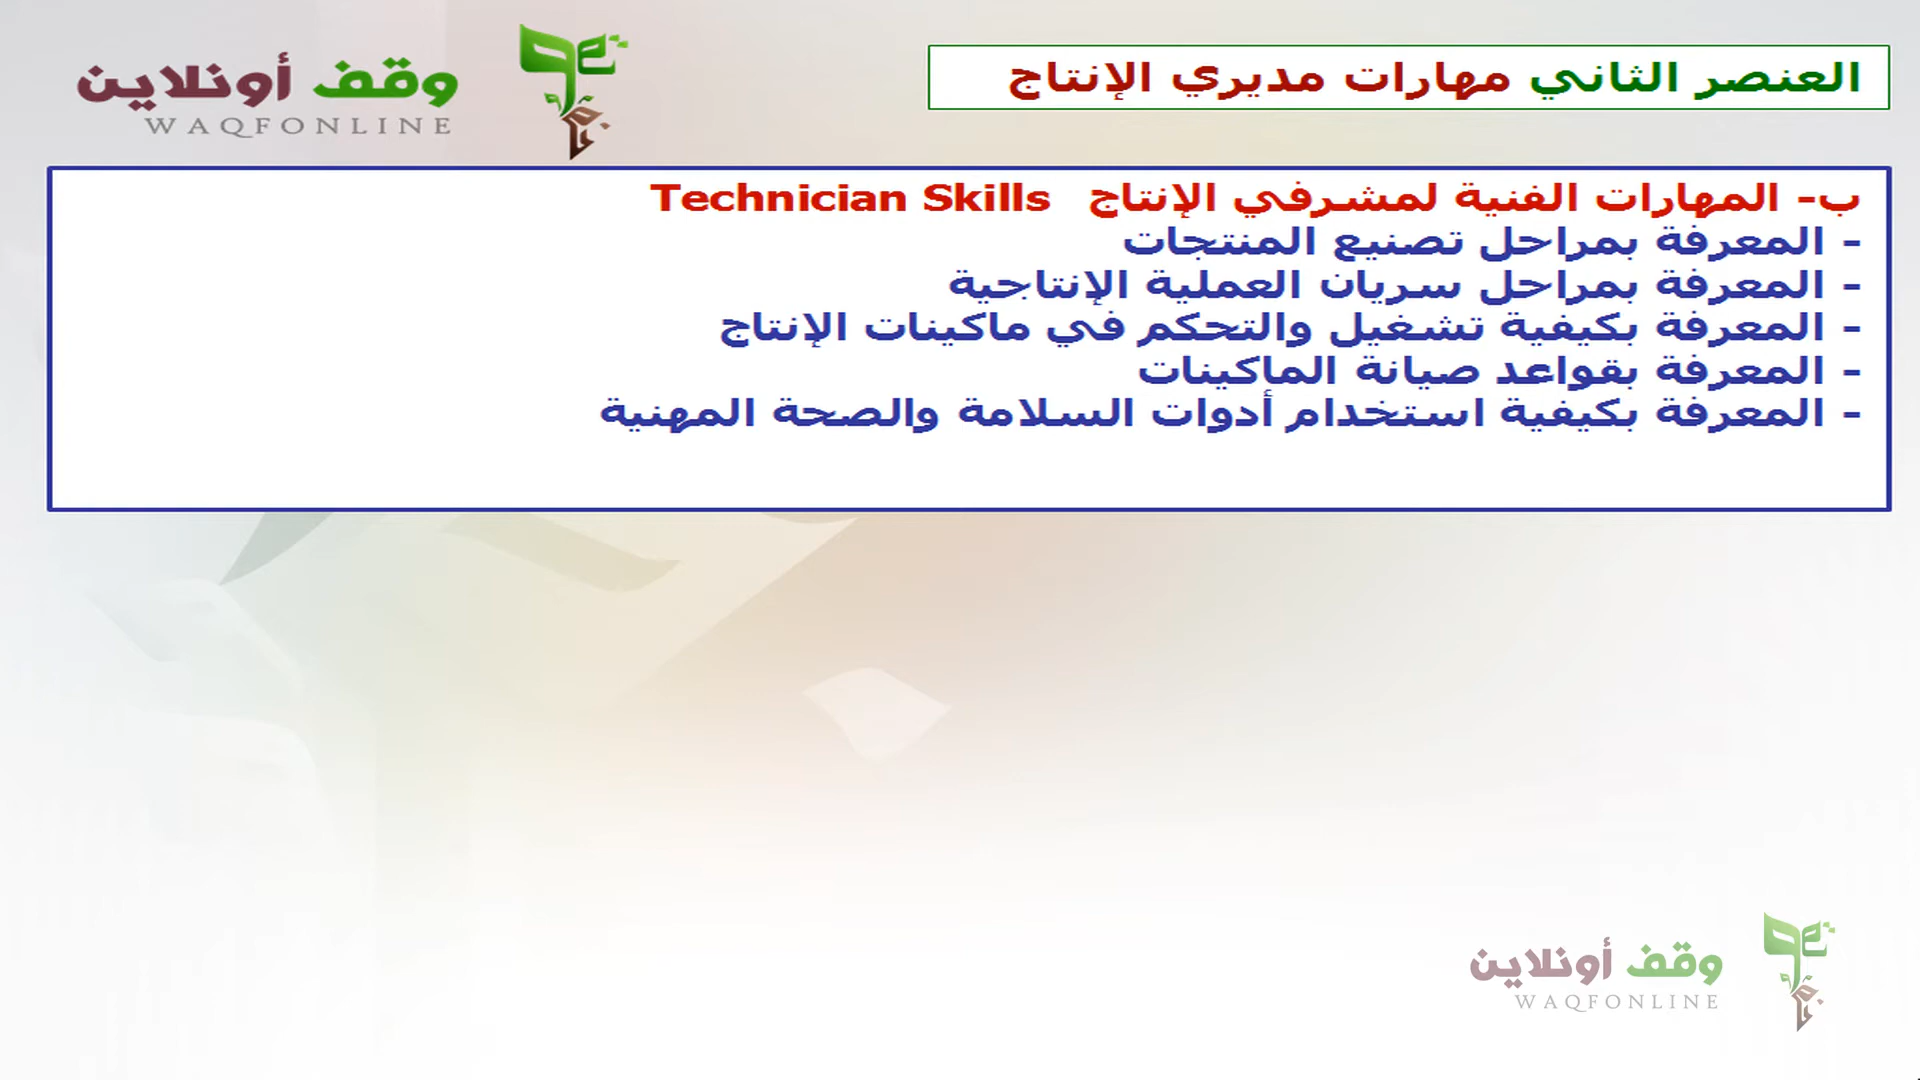 وقف أونلاين
WAQFONLINE
العنصر الثاني مهارات مديري الإنتاج
ب- المهارات الفنية لمشرفي الإنتاج Technician Skills
- المعرفة بمراحل تصنيع المنتجات
- المعرفة بمراحل سريان العملية الإنتاجية
- المعرفة بكيفية تشغيل والتحكم في ماكينات الإنتاج
- المعرفة بقواعد صيانة الماكينات
- المعرفة بكيفية استخدام أدوات السلامة والصحة المهنية
وقف أونلاين
WAQFONLINE